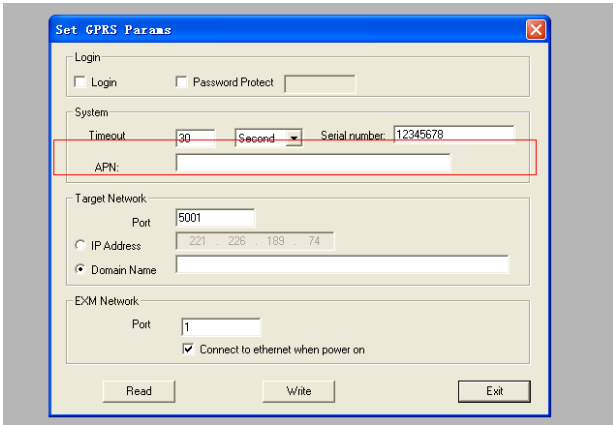 Set GPRS Params
Login
Login Password Protect
System
Timeout 30 Second Serial number: 12345678
APN:
Target Network
Port 5001
IP Address 221 . 226 . 189 . 74
Domain Name
EXM Network
Port 1
Connect to ethernet when power on
Read Write Exit